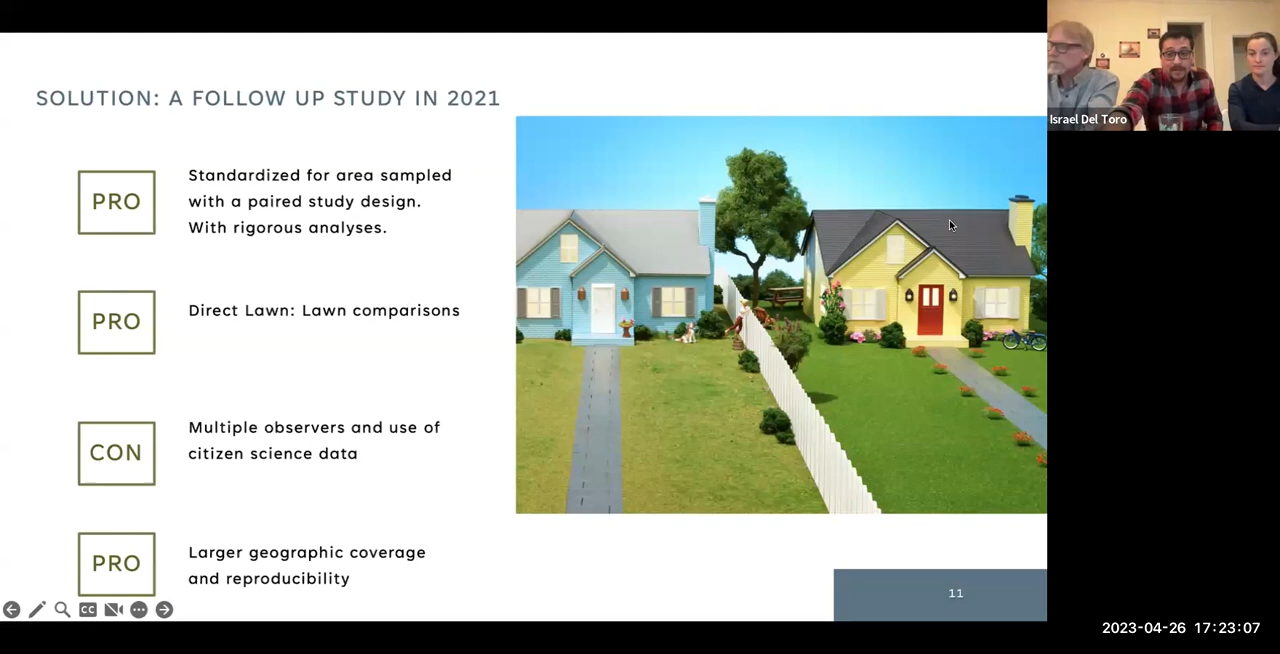 SOLUTION: A FOLLOW UP STUDY IN 2021
PRO
Standardized for area sampled
with a paired study design.
With rigorous analyses.
PRO
Direct Lawn: Lawn comparisons
CON
Multiple observers and use of
citizen science data
PRO
Larger geographic coverage
and reproducibility
CC
11
Israel Del Toro
2023-04-26 17:23:07